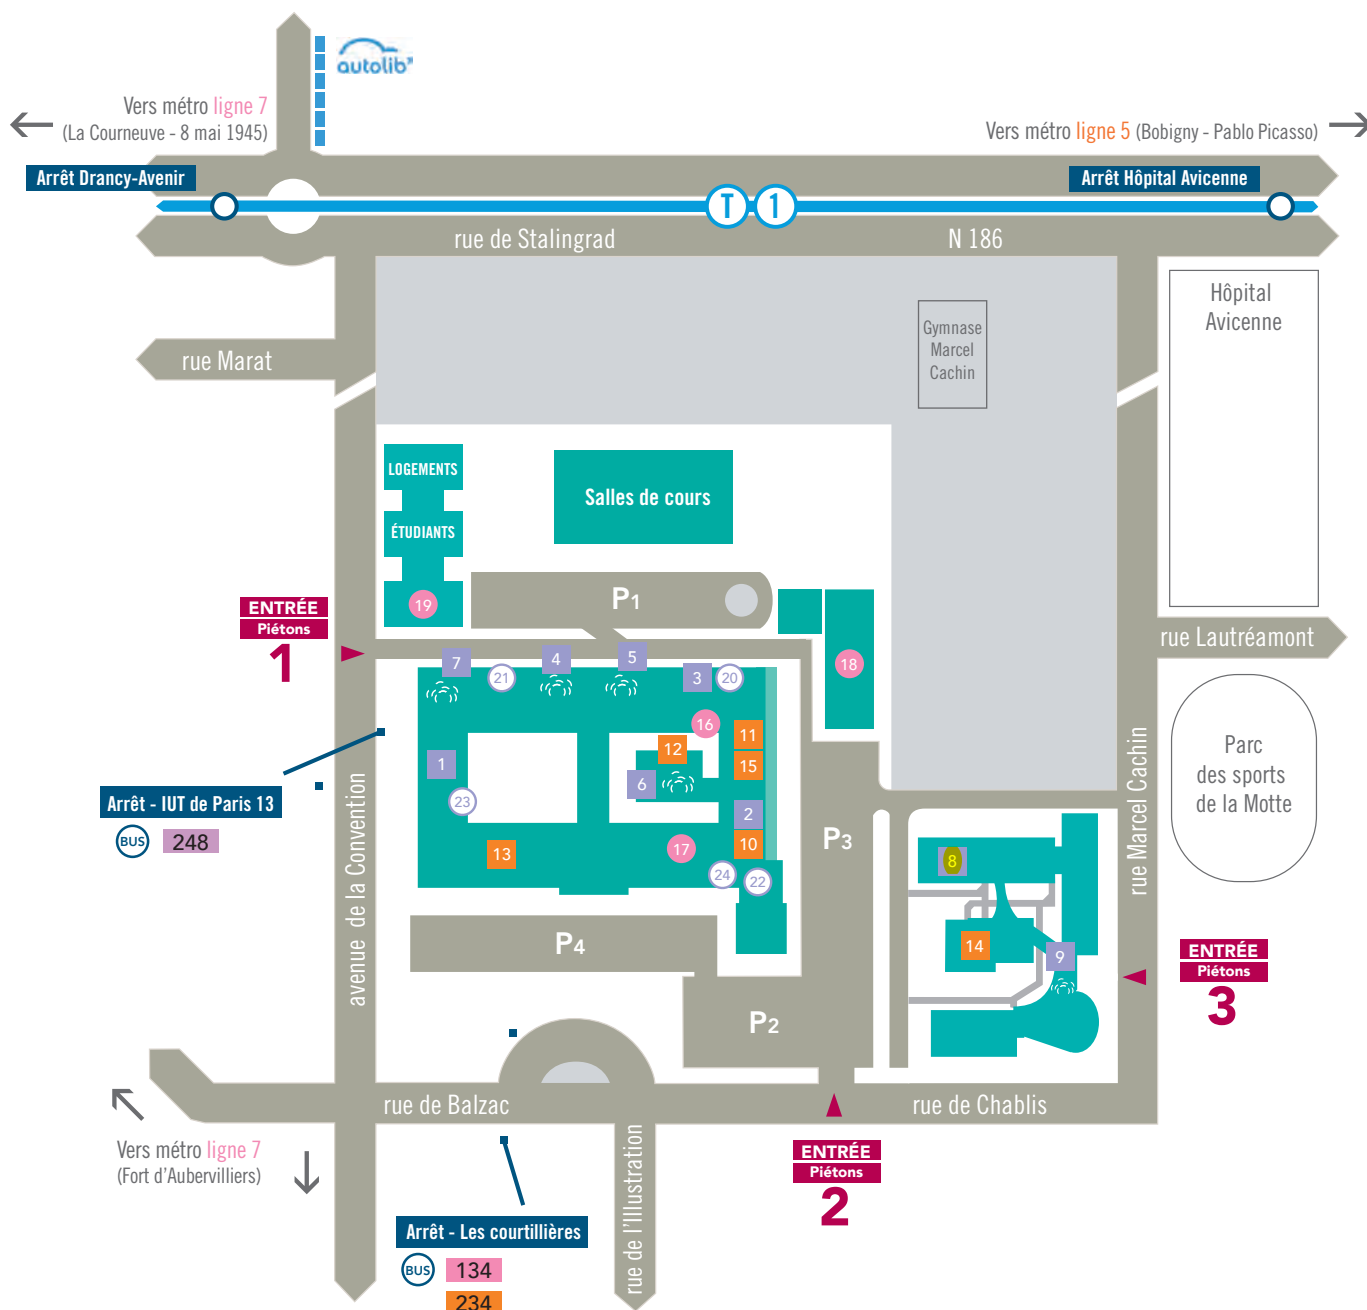 autolib'
Vers métro ligne 7
(La Courneuve - 8 mai 1945)
Vers métro ligne 5 (Bobigny - Pablo Picasso)
Arrêt Drancy-Avenir
Arrêt Hôpital Avicenne
T 1
rue de Stalingrad
N 186
Hôpital
Avicenne
Gymnase
Marcel
Cachin
rue Marat
LOGEMENTS
ÉTUDIANTS
Salles de cours
19
P1
ENTRÉE
Piétons
1
rue Lautréamont
7
4
5
21
3
20
18
16
11
12
15
1
6
23
2
13
17
10
24
22
Arrêt - IUT de Paris 13
BUS 248
avenue de la Convention
P3
8
rue Marcel Cachin
Parc
des sports
de la Motte
P4
14
9
ENTRÉE
Piétons
3
P2
rue de Balzac
rue de Chablis
Vers métro ligne 7
(Fort d'Aubervilliers)
rue de l'Illustration
ENTRÉE
Piétons
2
Arrêt - Les courtillières
BUS 134
234